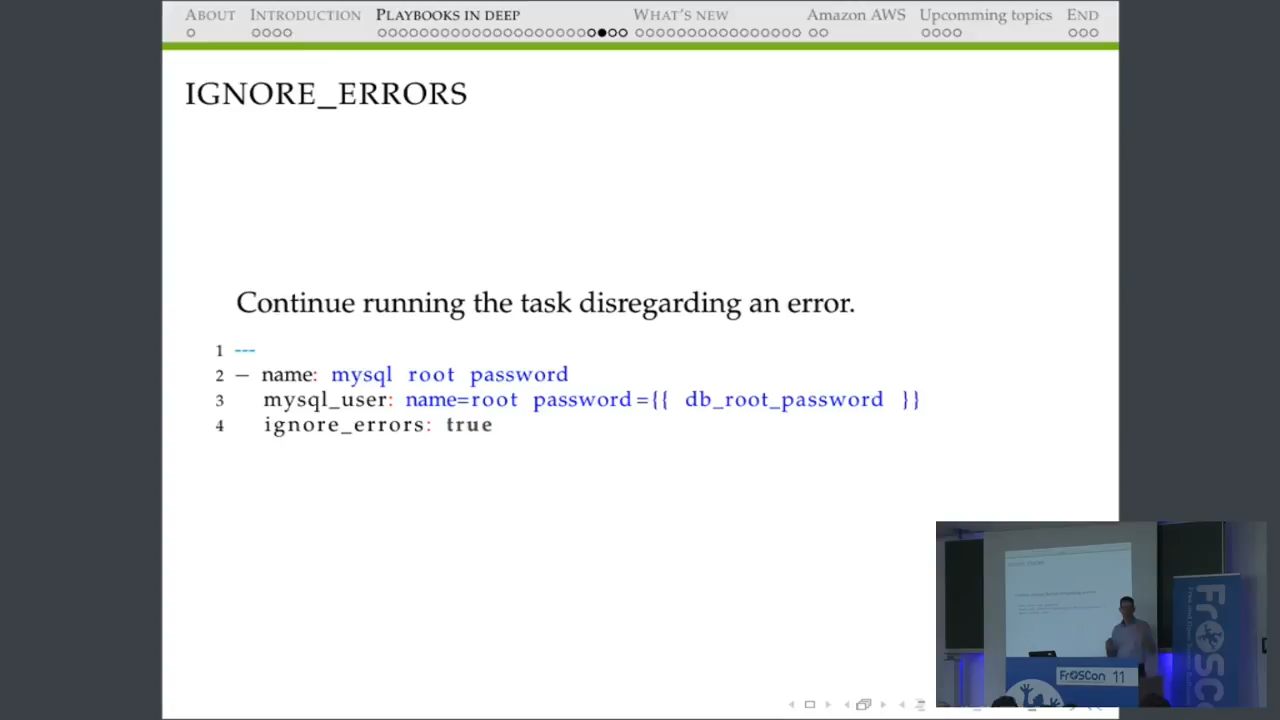 ABOUT INTRODUCTION PLAYBOOKS IN DEEP WHAT'S NEW Amazon AWS Upcomming topics END
IGNORE_ERRORS
Continue running the task disregarding an error.
1 ---
2 – name: mysql root password
3 mysql_user: name=root password={{ db_root_password }}
4 ignore_errors: true
FrOSCon 11
FrOSC